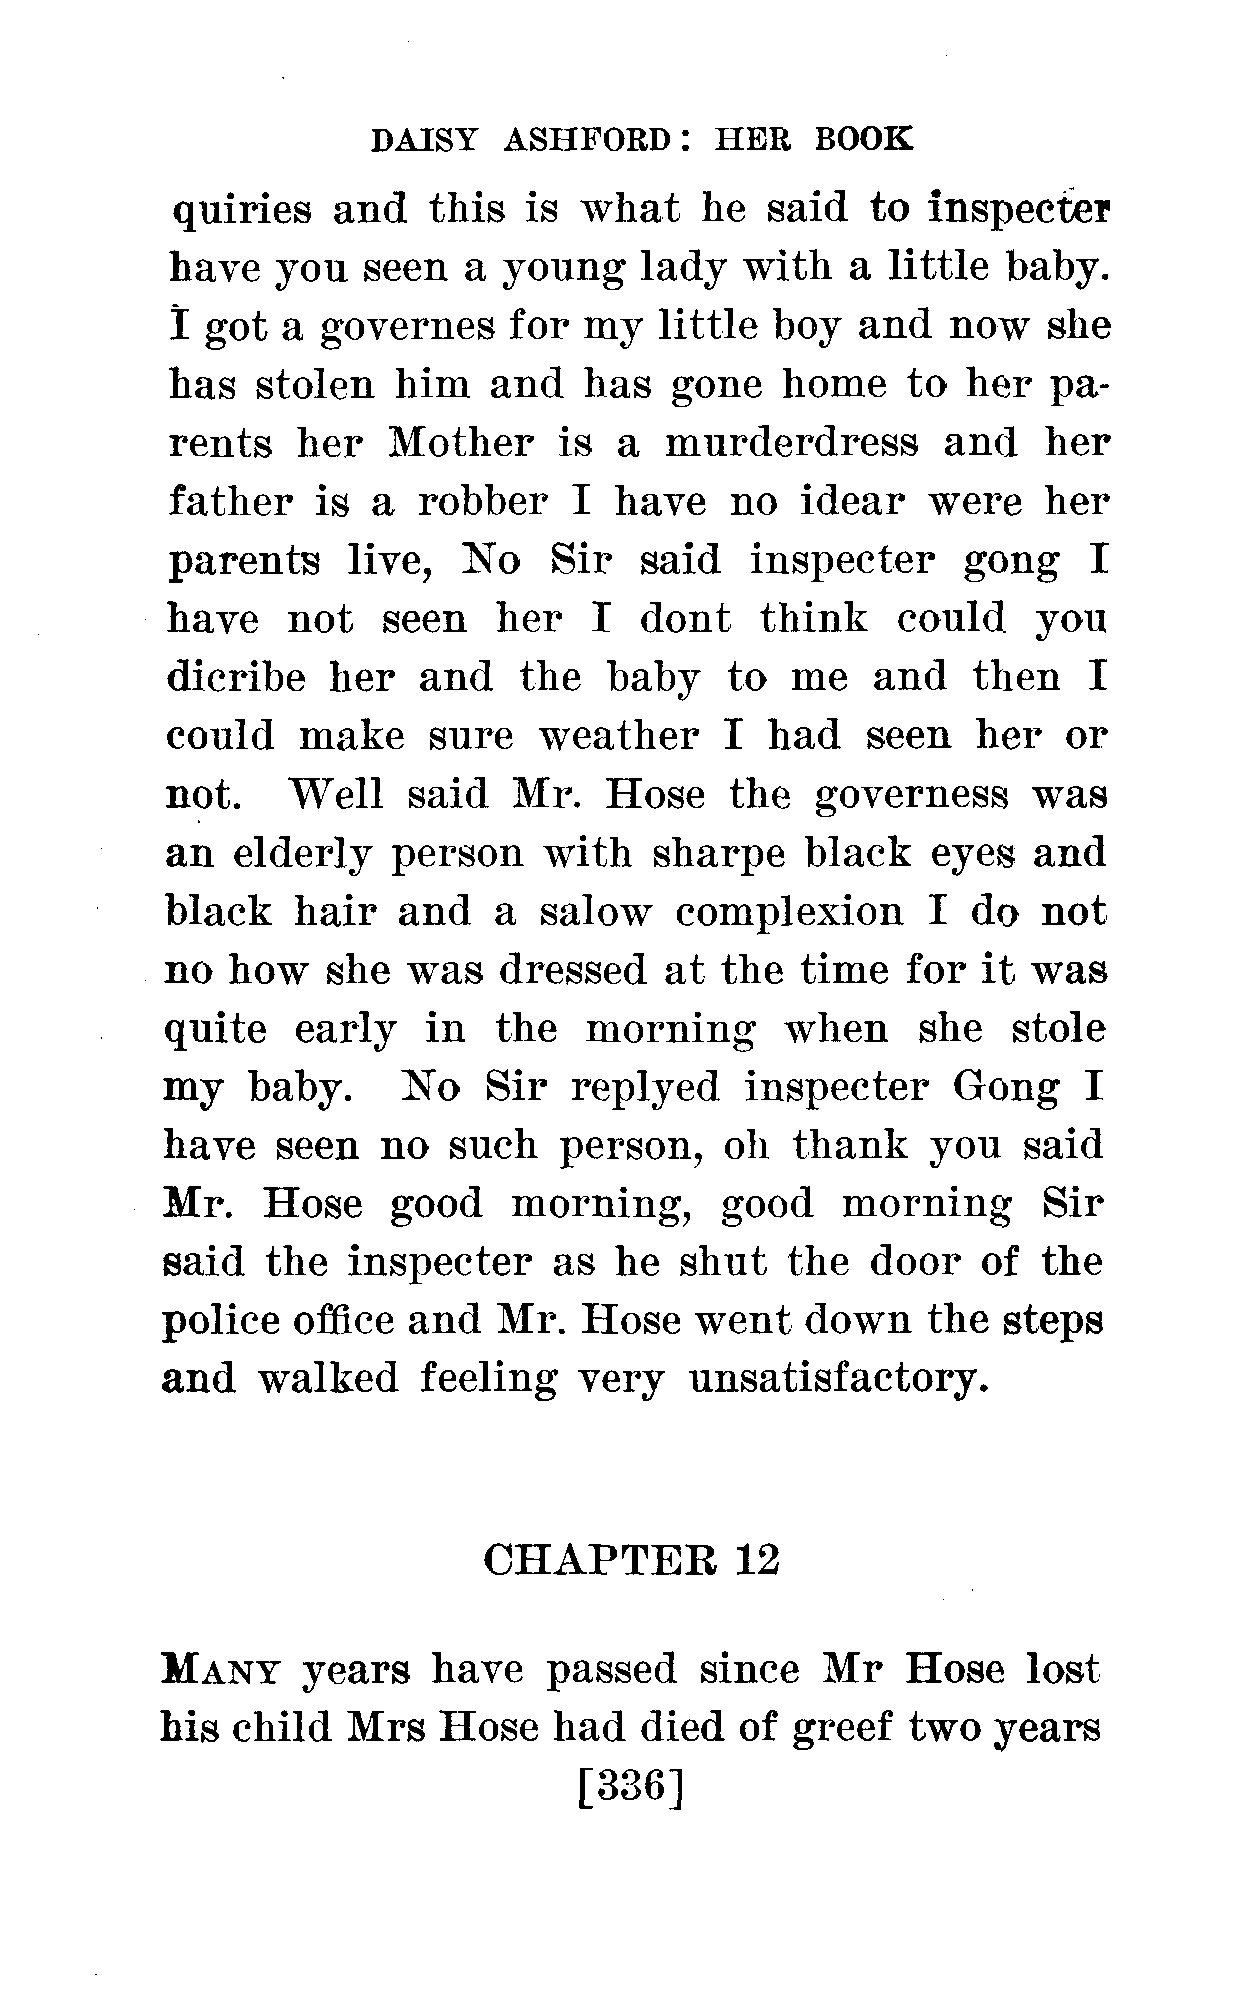 DAISY ASHFORD: HER BOOK
quiries and this is what he said to inspecter
have you seen a young lady with a little baby.
I got a governes for my little boy and now she
has stolen him and has gone home to her pa-
rents her Mother is a murderdress and her
father is a robber I have no idear were her
parents live, No Sir said inspecter gong I
have not seen her I dont think could you
dicribe her and the baby to me and then I
could make sure weather I had seen her or
not. Well said Mr. Hose the governess was
an elderly person with sharpe black eyes and
black hair and a salow complexion I do not
no how she was dressed at the time for it was
quite early in the morning when she stole
my baby. No Sir replyed inspecter Gong I
have seen no such person, oh thank you said
Mr. Hose good morning, good morning Sir
said the inspecter as he shut the door of the
police office and Mr. Hose went down the steps
and walked feeling very unsatisfactory.
CHAPTER 12
MANY years have passed since Mr Hose lost
his child Mrs Hose had died of greef two years
[336]